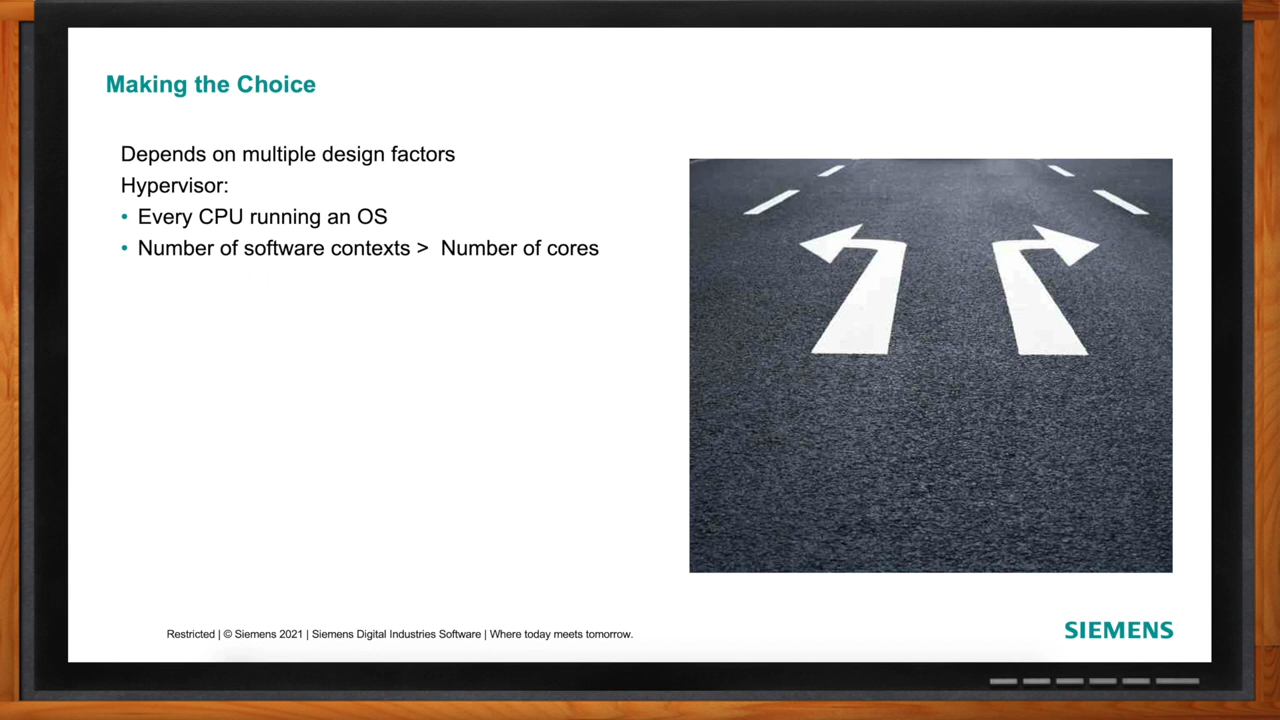 Making the Choice
Depends on multiple design factors
Hypervisor:
• Every CPU running an OS
• Number of software contexts > Number of cores
Restricted | © Siemens 2021 | Siemens Digital Industries Software | Where today meets tomorrow.
SIEMENS